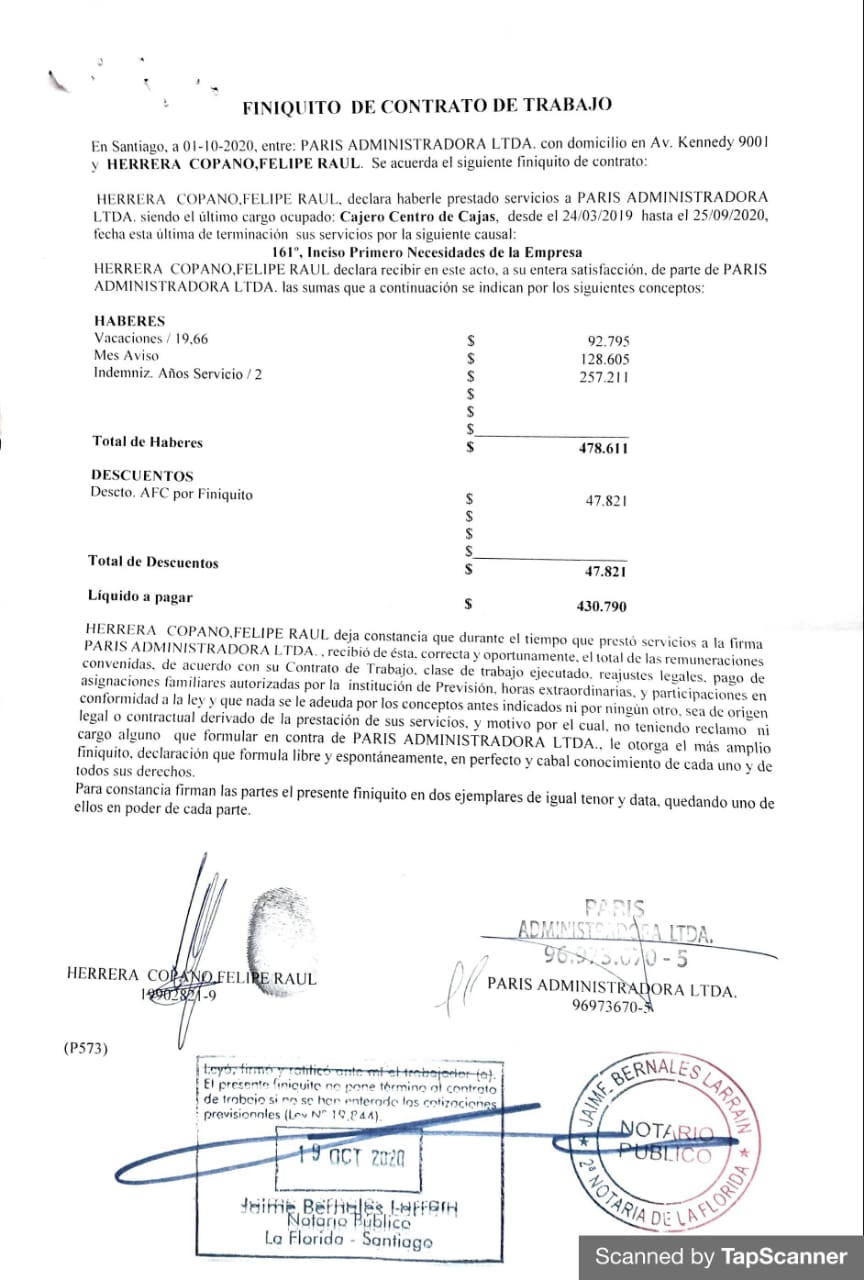 FINIQUITO DE CONTRATO DE TRABAJO
En Santiago, a 01-10-2020, entre: PARIS ADMINISTRADORA LTDA. con domicilio en Av. Kennedy 9001
y HERRERA COPANO,FELIPE RAUL. Se acuerda el siguiente finiquito de contrato:
HERRERA COPANO,FELIPE RAUL, declara haberle prestado servicios a PARIS ADMINISTRADORA
LTDA. siendo el último cargo ocupado: Cajero Centro de Cajas, desde el 24/03/2019 hasta el 25/09/2020,
fecha esta última de terminación sus servicios por la siguiente causal:
161º, Inciso Primero Necesidades de la Empresa
HERRERA COPANO,FELIPE RAUL declara recibir en este acto, a su entera satisfacción, de parte de PARIS
ADMINISTRADORA LTDA. las sumas que a continuación se indican por los siguientes conceptos:
HABERES
Vacaciones / 19,66 $ 92.795
Mes Aviso $ 128.605
Indemniz. Años Servicio / 2 $ 257.211
$
$
$
Total de Haberes $ 478.611
DESCUENTOS
Descto. AFC por Finiquito $ 47.821
$
$
$
Total de Descuentos $ 47.821
Líquido a pagar $ 430.790
HERRERA COPANO,FELIPE RAUL deja constancia que durante el tiempo que prestó servicios a la firma
PARIS ADMINISTRADORA LTDA. , recibió de ésta, correcta y oportunamente, el total de las remuneraciones
convenidas, de acuerdo con su Contrato de Trabajo, clase de trabajo ejecutado, reajustes legales, pago de
asignaciones familiares autorizadas por la institución de Previsión, horas extraordinarias, y participaciones en
conformidad a la ley y que nada se le adeuda por los conceptos antes indicados ni por ningún otro, sea de origen
legal o contractual derivado de la prestación de sus servicios, y motivo por el cual, no teniendo reclamo ni
cargo alguno que formular en contra de PARIS ADMINISTRADORA LTDA., le otorga el más amplio
finiquito, declaración que formula libre y espontáneamente, en perfecto y cabal conocimiento de cada uno y de
todos sus derechos.
Para constancia firman las partes el presente finiquito en dos ejemplares de igual tenor y data, quedando uno de
ellos en poder de cada parte.
PARIS
ADMINISTRADORA LTDA.
96.973.670-5
HERRERA COPANO,FELIPE RAUL
19902821-9
PARIS ADMINISTRADORA LTDA.
96973670-5
(P573)
Leyó, firmó y ratificó ante mí el trabajador (a).
El presente finiquito no pone término al contrato
de trabajo si no se han enterado las cotizaciones
previsionales (Ley Nº 19.844).
19 OCT 2020
Jaime Bernales Larraín
Notario Público
La Florida - Santiago
JAIME BERNALES LARRAIN
NOTARIO
PUBLICO
2ª NOTARIA DE LA FLORIDA
Scanned by TapScanner